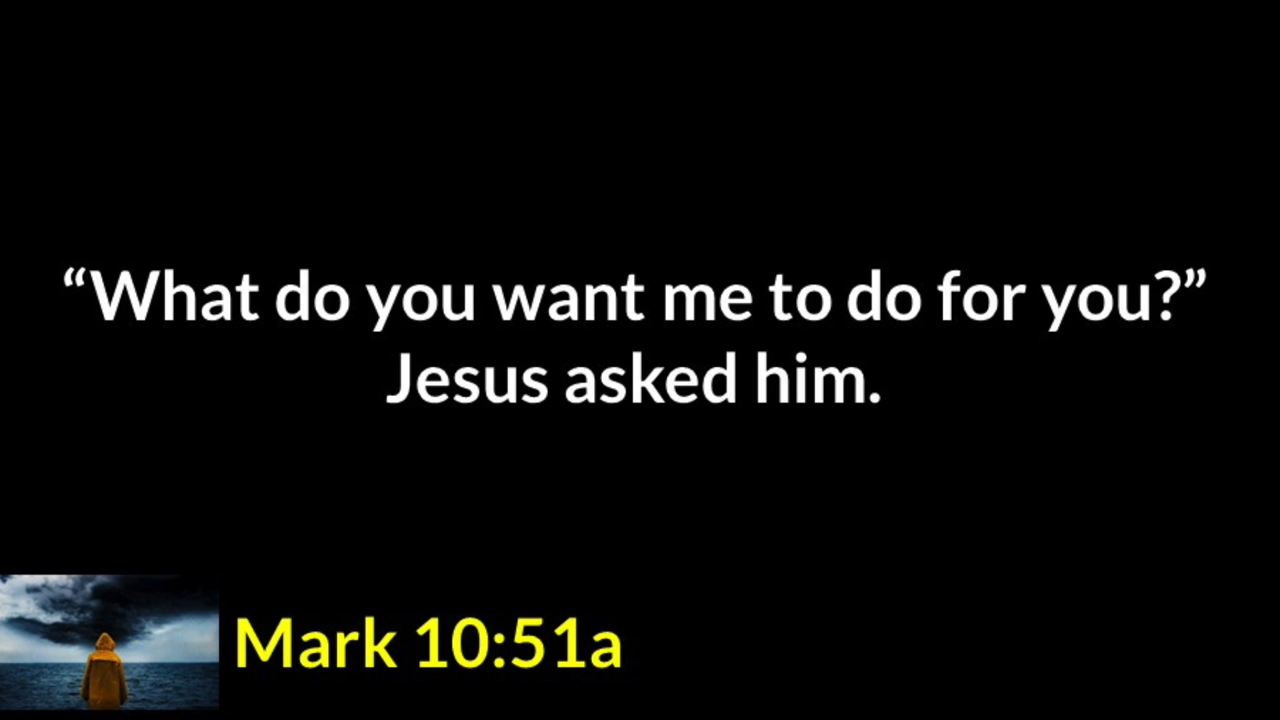 “What do you want me to do for you?”
Jesus asked him.
Mark 10:51a